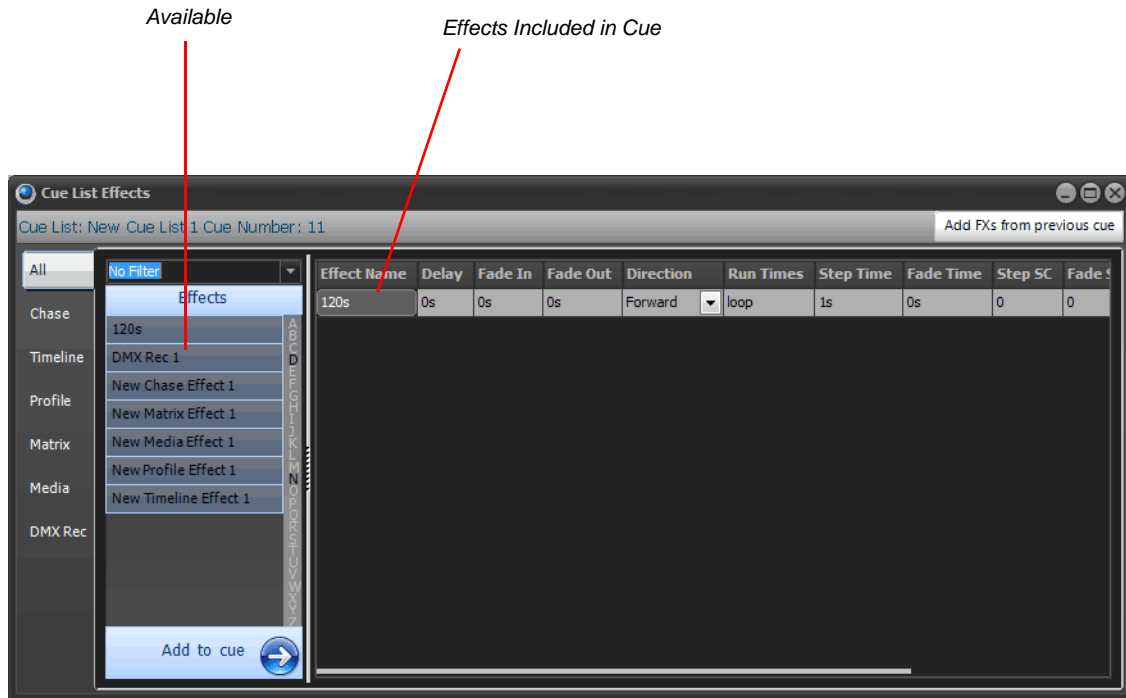 Available
Effects Included in Cue
Cue List Effects
Cue List: New Cue List 1 Cue Number: 11
Add FXs from previous cue
All
Chase
Timeline
Profile
Matrix
Media
DMX Rec
No Filter
Effects
120s
DMX Rec 1
New Chase Effect 1
New Matrix Effect 1
New Media Effect 1
New Profile Effect 1
New Timeline Effect 1
A
B
C
D
E
F
G
H
I
J
K
L
M
N
O
P
Q
R
S
T
U
V
W
X
Y
Z
Add to cue
Effect Name Delay Fade In Fade Out Direction Run Times Step Time Fade Time Step SC Fade
120s 0s 0s 0s Forward loop 1s 0s 0 0